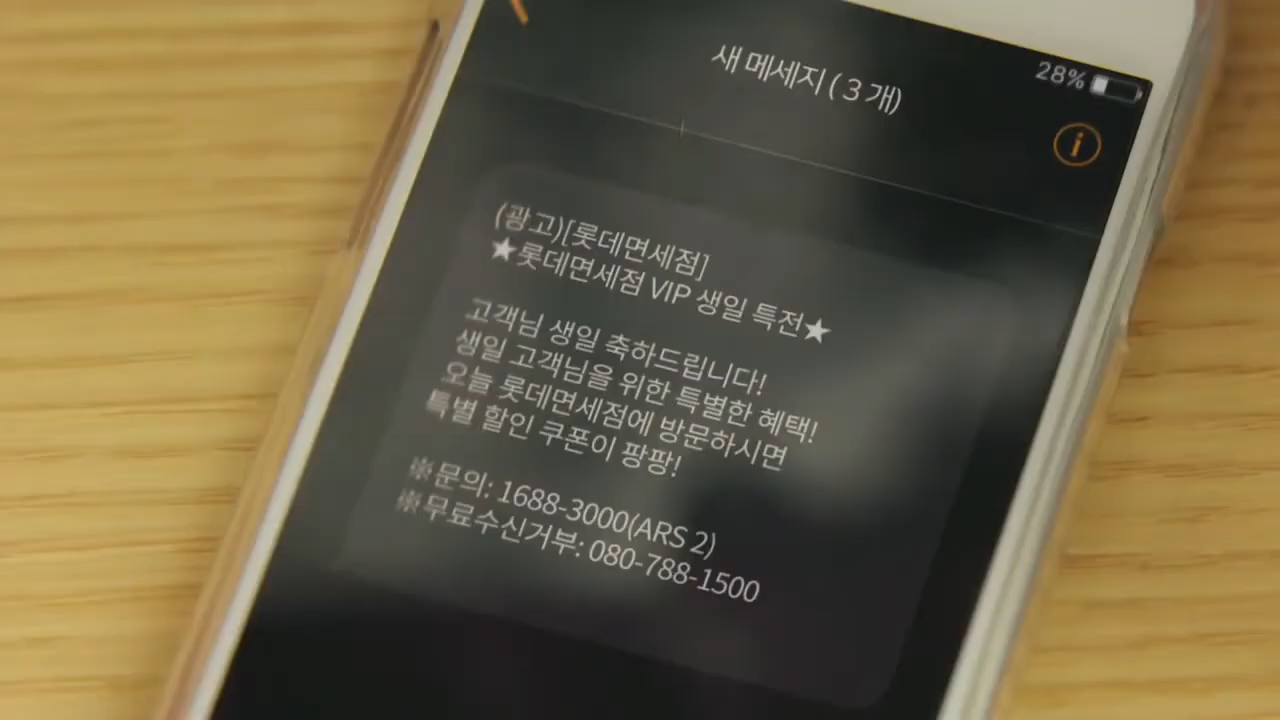 새 메세지 ( 3 개)
28%
i
(광고)[롯데면세점]
★롯데면세점 VIP 생일 특전★
고객님 생일 축하드립니다!
생일 고객님을 위한 특별한 혜택!
오늘 롯데면세점에 방문하시면
특별 할인 쿠폰이 팡팡!
※문의: 1688-3000(ARS 2)
※무료수신거부: 080-788-1500